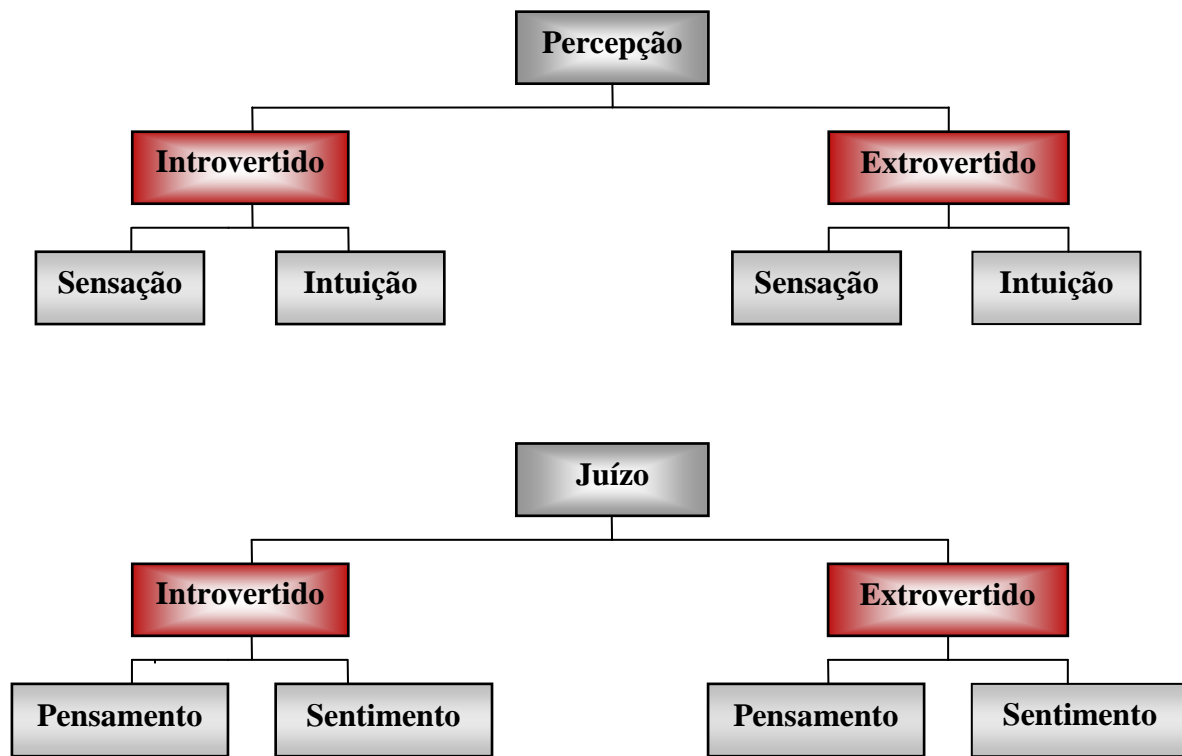 Percepção
Introvertido
Extrovertido
Sensação
Intuição
Sensação
Intuição
Juízo
Introvertido
Extrovertido
Pensamento
Sentimento
Pensamento
Sentimento